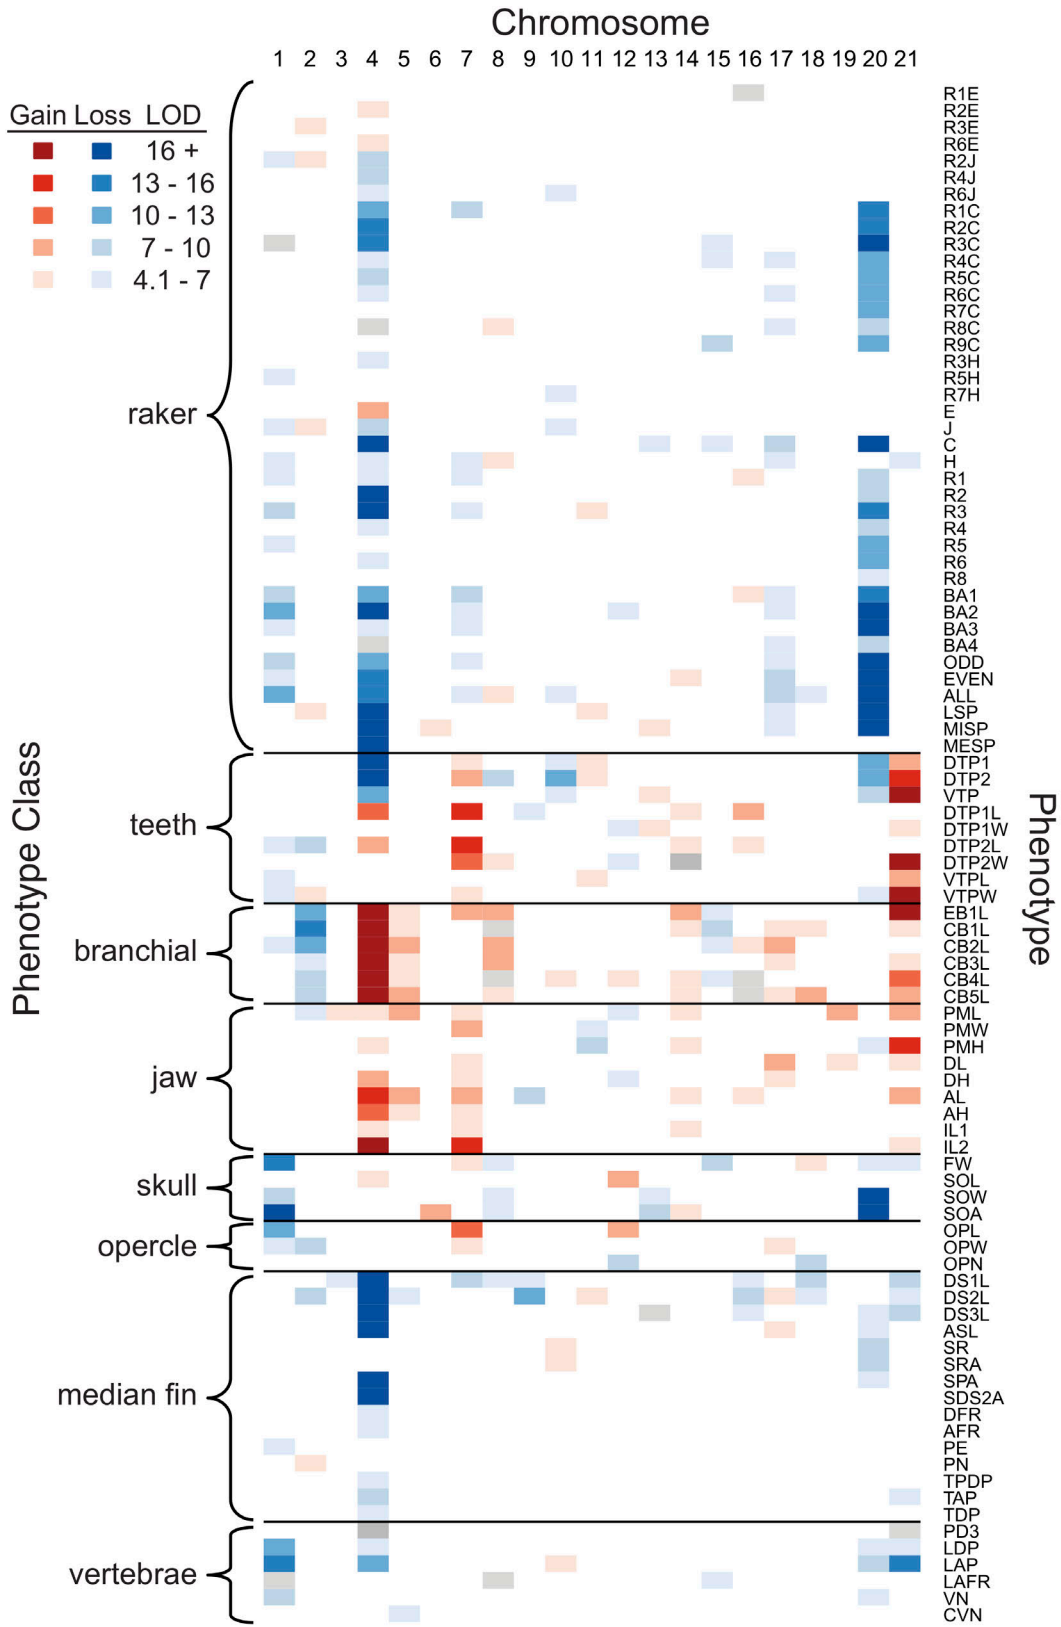 Chromosome
1 2 3 4 5 6 7 8 9 10 11 12 13 14 15 16 17 18 19 20 21
Gain Loss LOD
16 +
13 - 16
10 - 13
7 - 10
4.1 - 7
Phenotype Class
raker
teeth
branchial
jaw
skull
opercle
median fin
vertebrae
R1E
R2E
R3E
R6E
R2J
R4J
R6J
R1C
R2C
R3C
R4C
R5C
R6C
R7C
R8C
R9C
R3H
R5H
R7H
E
J
C
H
R1
R2
R3
R4
R5
R6
R8
BA1
BA2
BA3
BA4
ODD
EVEN
ALL
LSP
MISP
MESP
DTP1
DTP2
VTP
DTP1L
DTP1W
DTP2L
DTP2W
VTPL
VTPW
EB1L
CB1L
CB2L
CB3L
CB4L
CB5L
PML
PMW
PMH
DL
DH
AL
AH
IL1
IL2
FW
SOL
SOW
SOA
OPL
OPW
OPN
DS1L
DS2L
DS3L
ASL
SR
SRA
SPA
SDS2A
DFR
AFR
PE
PN
TPDP
TAP
TDP
PD3
LDP
LAP
LAFR
VN
CVN
Phenotype